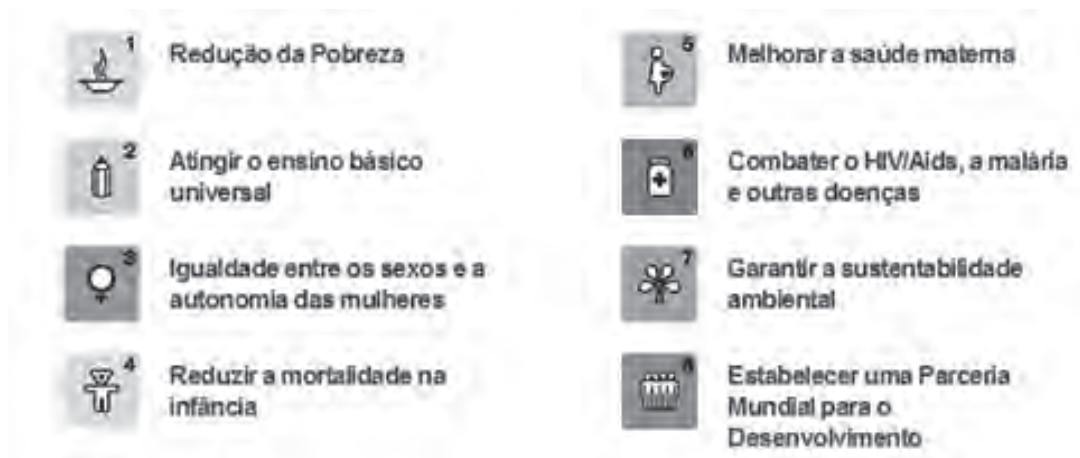 1 Redução da Pobreza
2 Atingir o ensino básico
universal
3 Igualdade entre os sexos e a
autonomia das mulheres
4 Reduzir a mortalidade na
infância
5 Melhorar a saúde materna
6 Combater o HIV/Aids, a malária
e outras doenças
7 Garantir a sustentabilidade
ambiental
8 Estabelecer uma Parceria
Mundial para o
Desenvolvimento